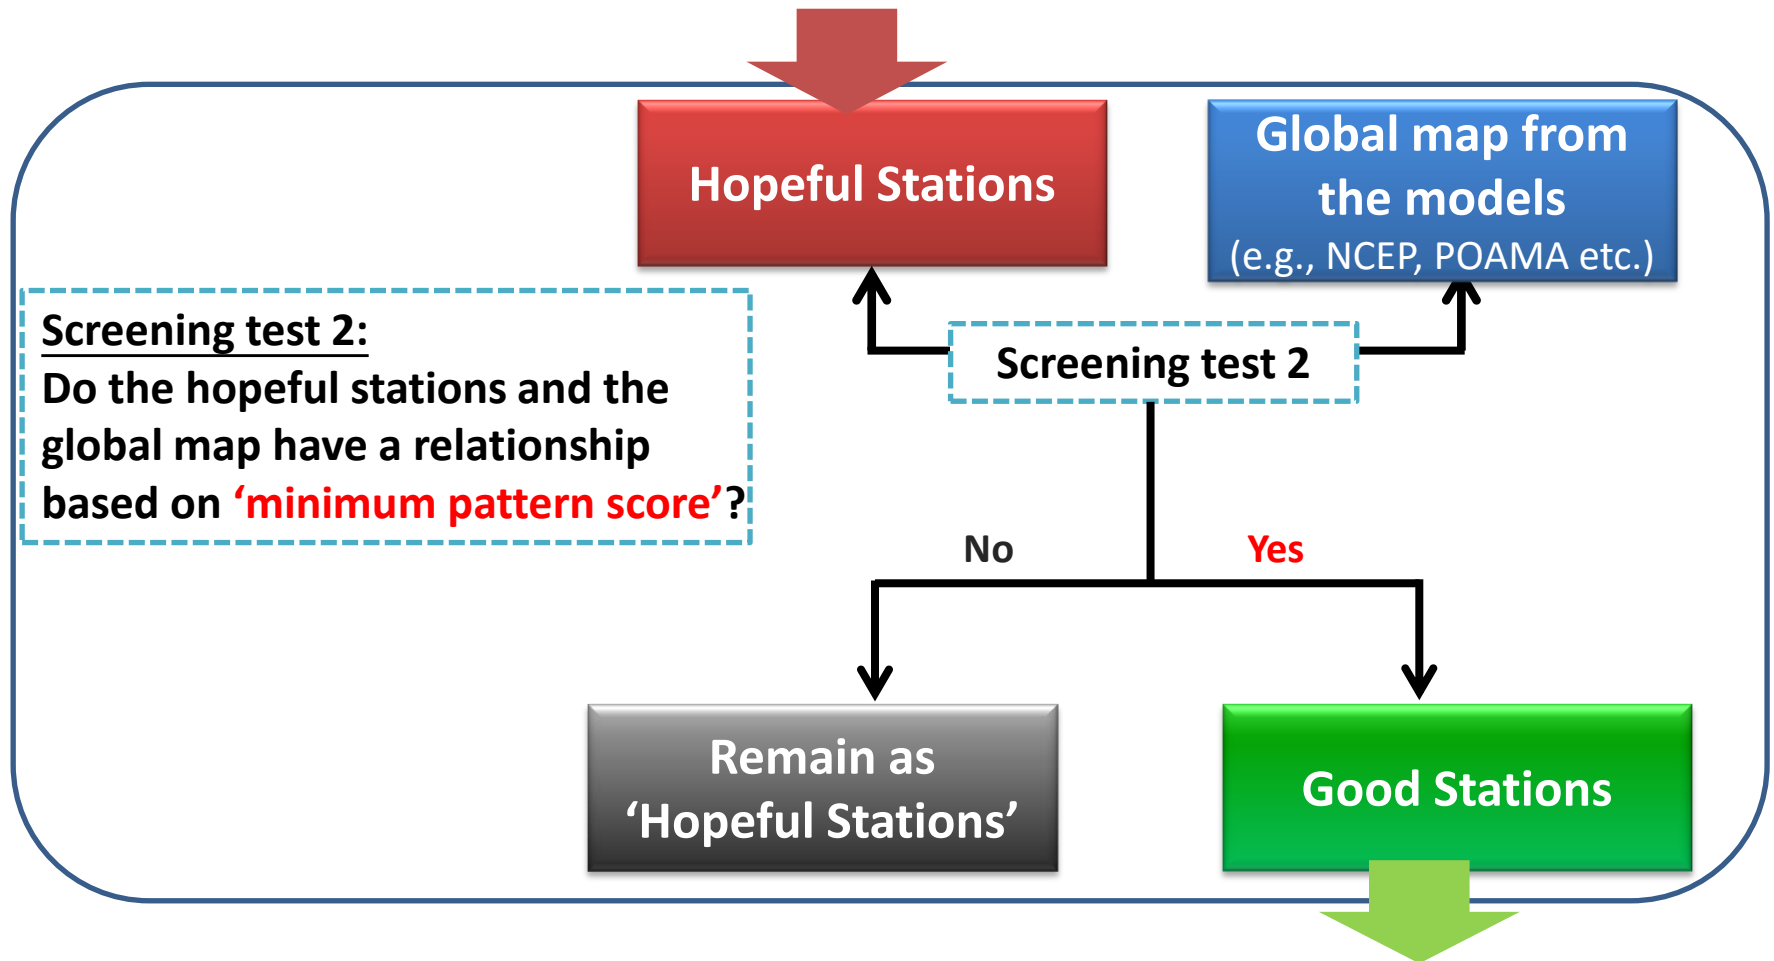 Hopeful Stations
Global map from
the models
(e.g., NCEP, POAMA etc.)
Screening test 2:
Do the hopeful stations and the
global map have a relationship
based on ‘minimum pattern score’?
Screening test 2
No
Yes
Remain as
‘Hopeful Stations’
Good Stations